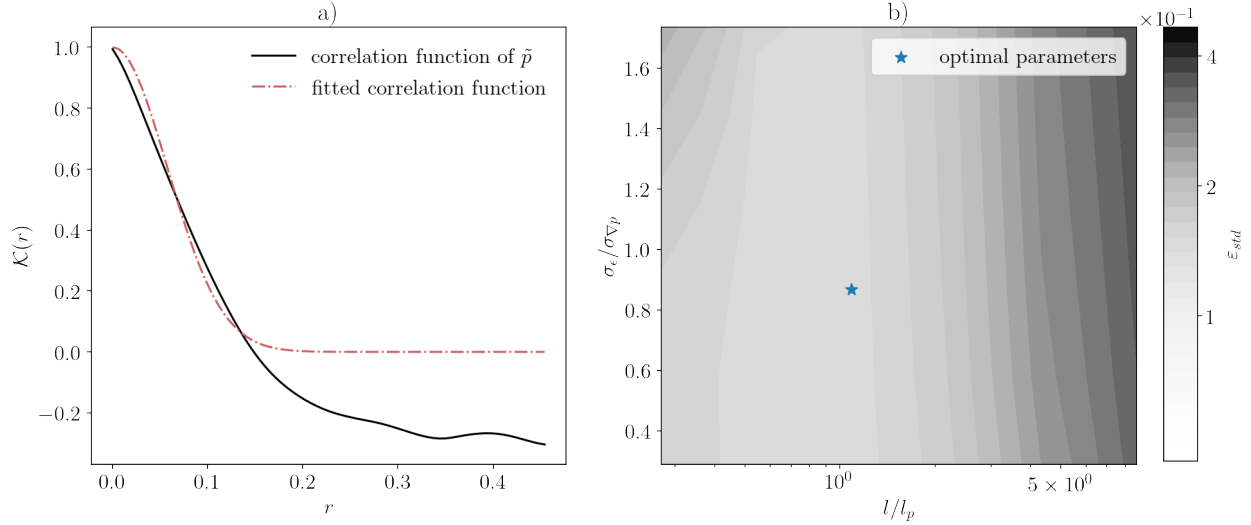 a)
correlation function of p̃
fitted correlation function
1.0
0.8
0.6
0.4
0.2
0.0
−0.2
0.0 0.1 0.2 0.3 0.4
𝒦(r)
r
b)
optimal parameters
1.6
1.4
1.2
1.0
0.8
0.6
0.4
10⁰ 5 × 10⁰
σ_ϵ/σ_∇p
l/l_p
×10⁻¹
4
2
1
ε_std